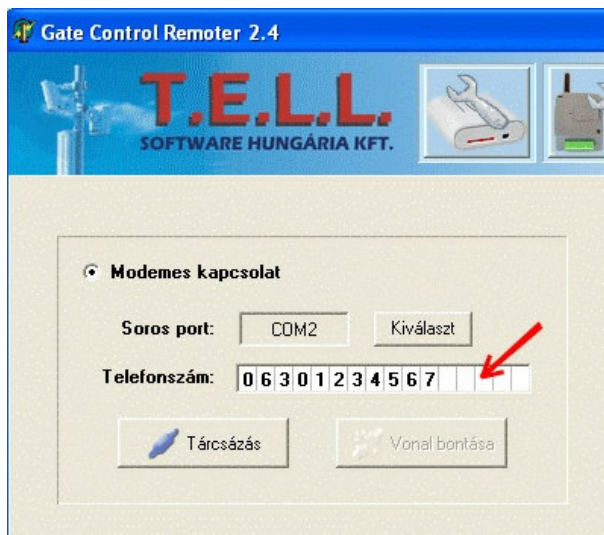 Gate Control Remoter 2.4
T.E.L.L.
SOFTWARE HUNGÁRIA KFT.
Modemes kapcsolat
Soros port: COM2 Kiválaszt
Telefonszám: 06301234567
Tárcsázás Vonal bontása